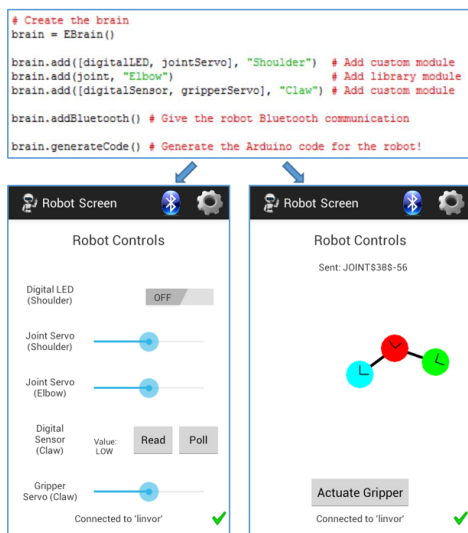 # Create the brain
brain = EBrain()
brain.add([digitalLED, jointServo], "Shoulder") # Add custom module
brain.add(joint, "Elbow") # Add library module
brain.add([digitalSensor, gripperServo], "Claw") # Add custom module
brain.addBluetooth() # Give the robot Bluetooth communication
brain.generateCode() # Generate the Arduino code for the robot!
Robot Screen
Robot Controls
Digital LED
(Shoulder)
OFF
Joint Servo
(Shoulder)
Joint Servo
(Elbow)
Digital
Sensor
(Claw)
Value:
LOW
Read
Poll
Gripper
Servo (Claw)
Connected to 'linvor'
Robot Screen
Robot Controls
Sent: JOINT$38$-56
Actuate Gripper
Connected to 'linvor'